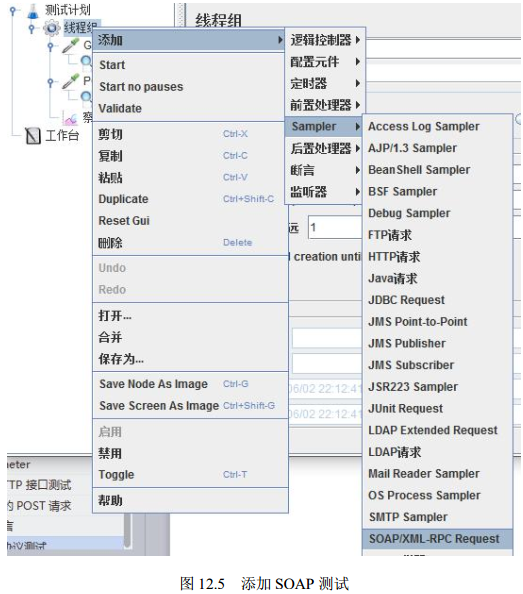 测试计划
线程组
G
P
察
工作台
线程组
添加
Start
Start no pauses
Validate
剪切 Ctrl-X
复制 Ctrl-C
粘贴 Ctrl-V
Duplicate Ctrl+Shift-C
Reset Gui
删除 Delete
Undo
Redo
打开...
合并
保存为...
Save Node As Image Ctrl-G
Save Screen As Image Ctrl+Shift-G
启用
禁用
Toggle Ctrl-T
帮助
逻辑控制器
配置元件
定时器
前置处理器
Sampler
后置处理器
断言
监听器
远 1
l creation until
06/02 22:12:41
06/02 22:12:41
Access Log Sampler
AJP/1.3 Sampler
BeanShell Sampler
BSF Sampler
Debug Sampler
FTP请求
HTTP请求
Java请求
JDBC Request
JMS Point-to-Point
JMS Publisher
JMS Subscriber
JSR223 Sampler
JUnit Request
LDAP Extended Request
LDAP请求
Mail Reader Sampler
OS Process Sampler
SMTP Sampler
SOAP/XML-RPC Request
meter
TP 接口测试
的 POST 请求
言
协议测试
图 12.5 添加 SOAP 测试